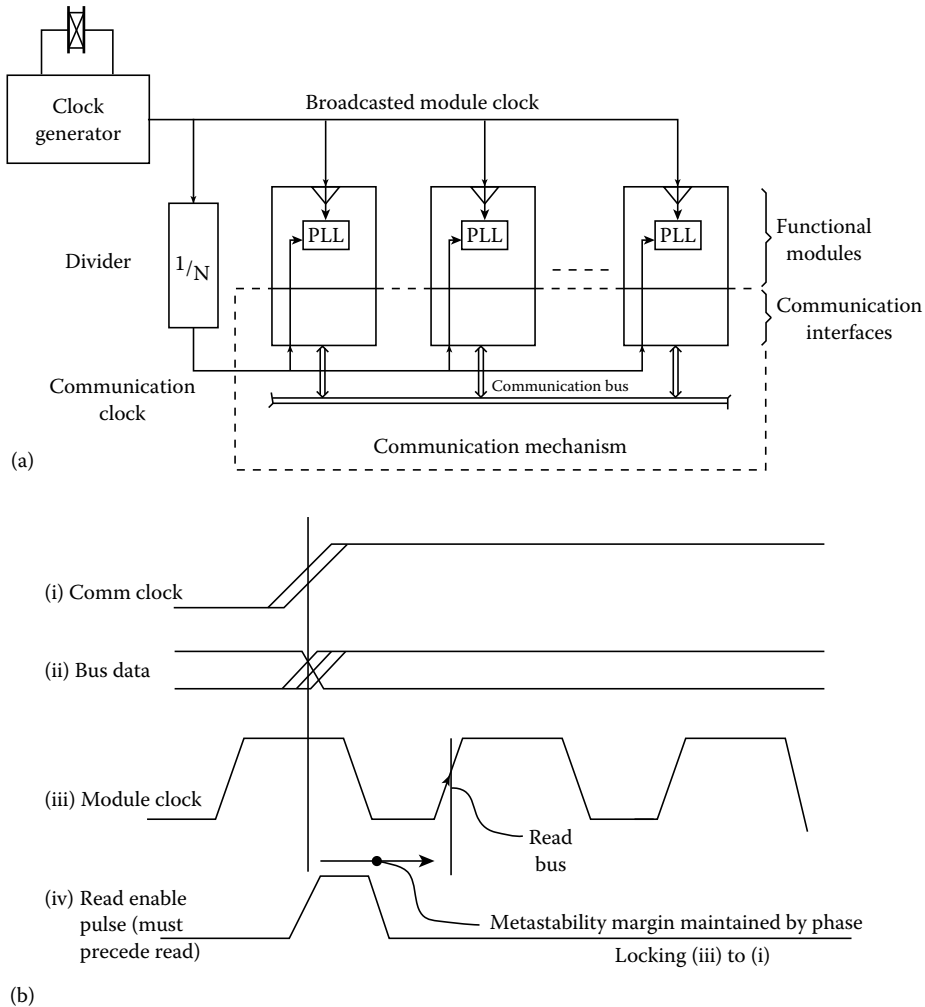 Clock
generator
Broadcasted module clock
PLL
PLL
PLL
Functional
modules
Divider
1/N
Communication
interfaces
Communication
clock
Communication bus
Communication mechanism
(a)
(i) Comm clock
(ii) Bus data
(iii) Module clock
Read
bus
(iv) Read enable
pulse (must
precede read)
Metastability margin maintained by phase
Locking (iii) to (i)
(b)